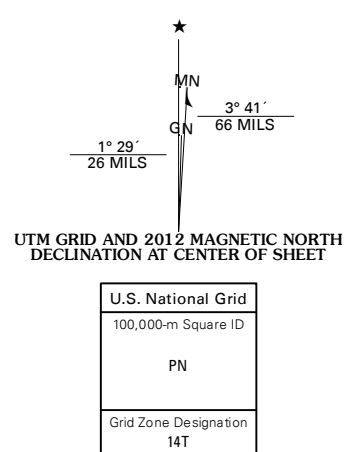 ★
MN
3° 41´
66 MILS
GN
1° 29´
26 MILS
UTM GRID AND 2012 MAGNETIC NORTH
DECLINATION AT CENTER OF SHEET
U.S. National Grid
100,000-m Square ID
PN
Grid Zone Designation
14T